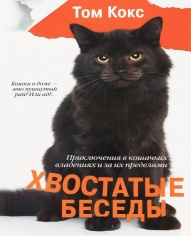 Том Кокс
Кошки в доме —
это пушистый
рай? Или ад?..
Приключения в кошачьих
владениях и за их пределами
ХВОСТАТЫЕ
БЕСЕДЫ